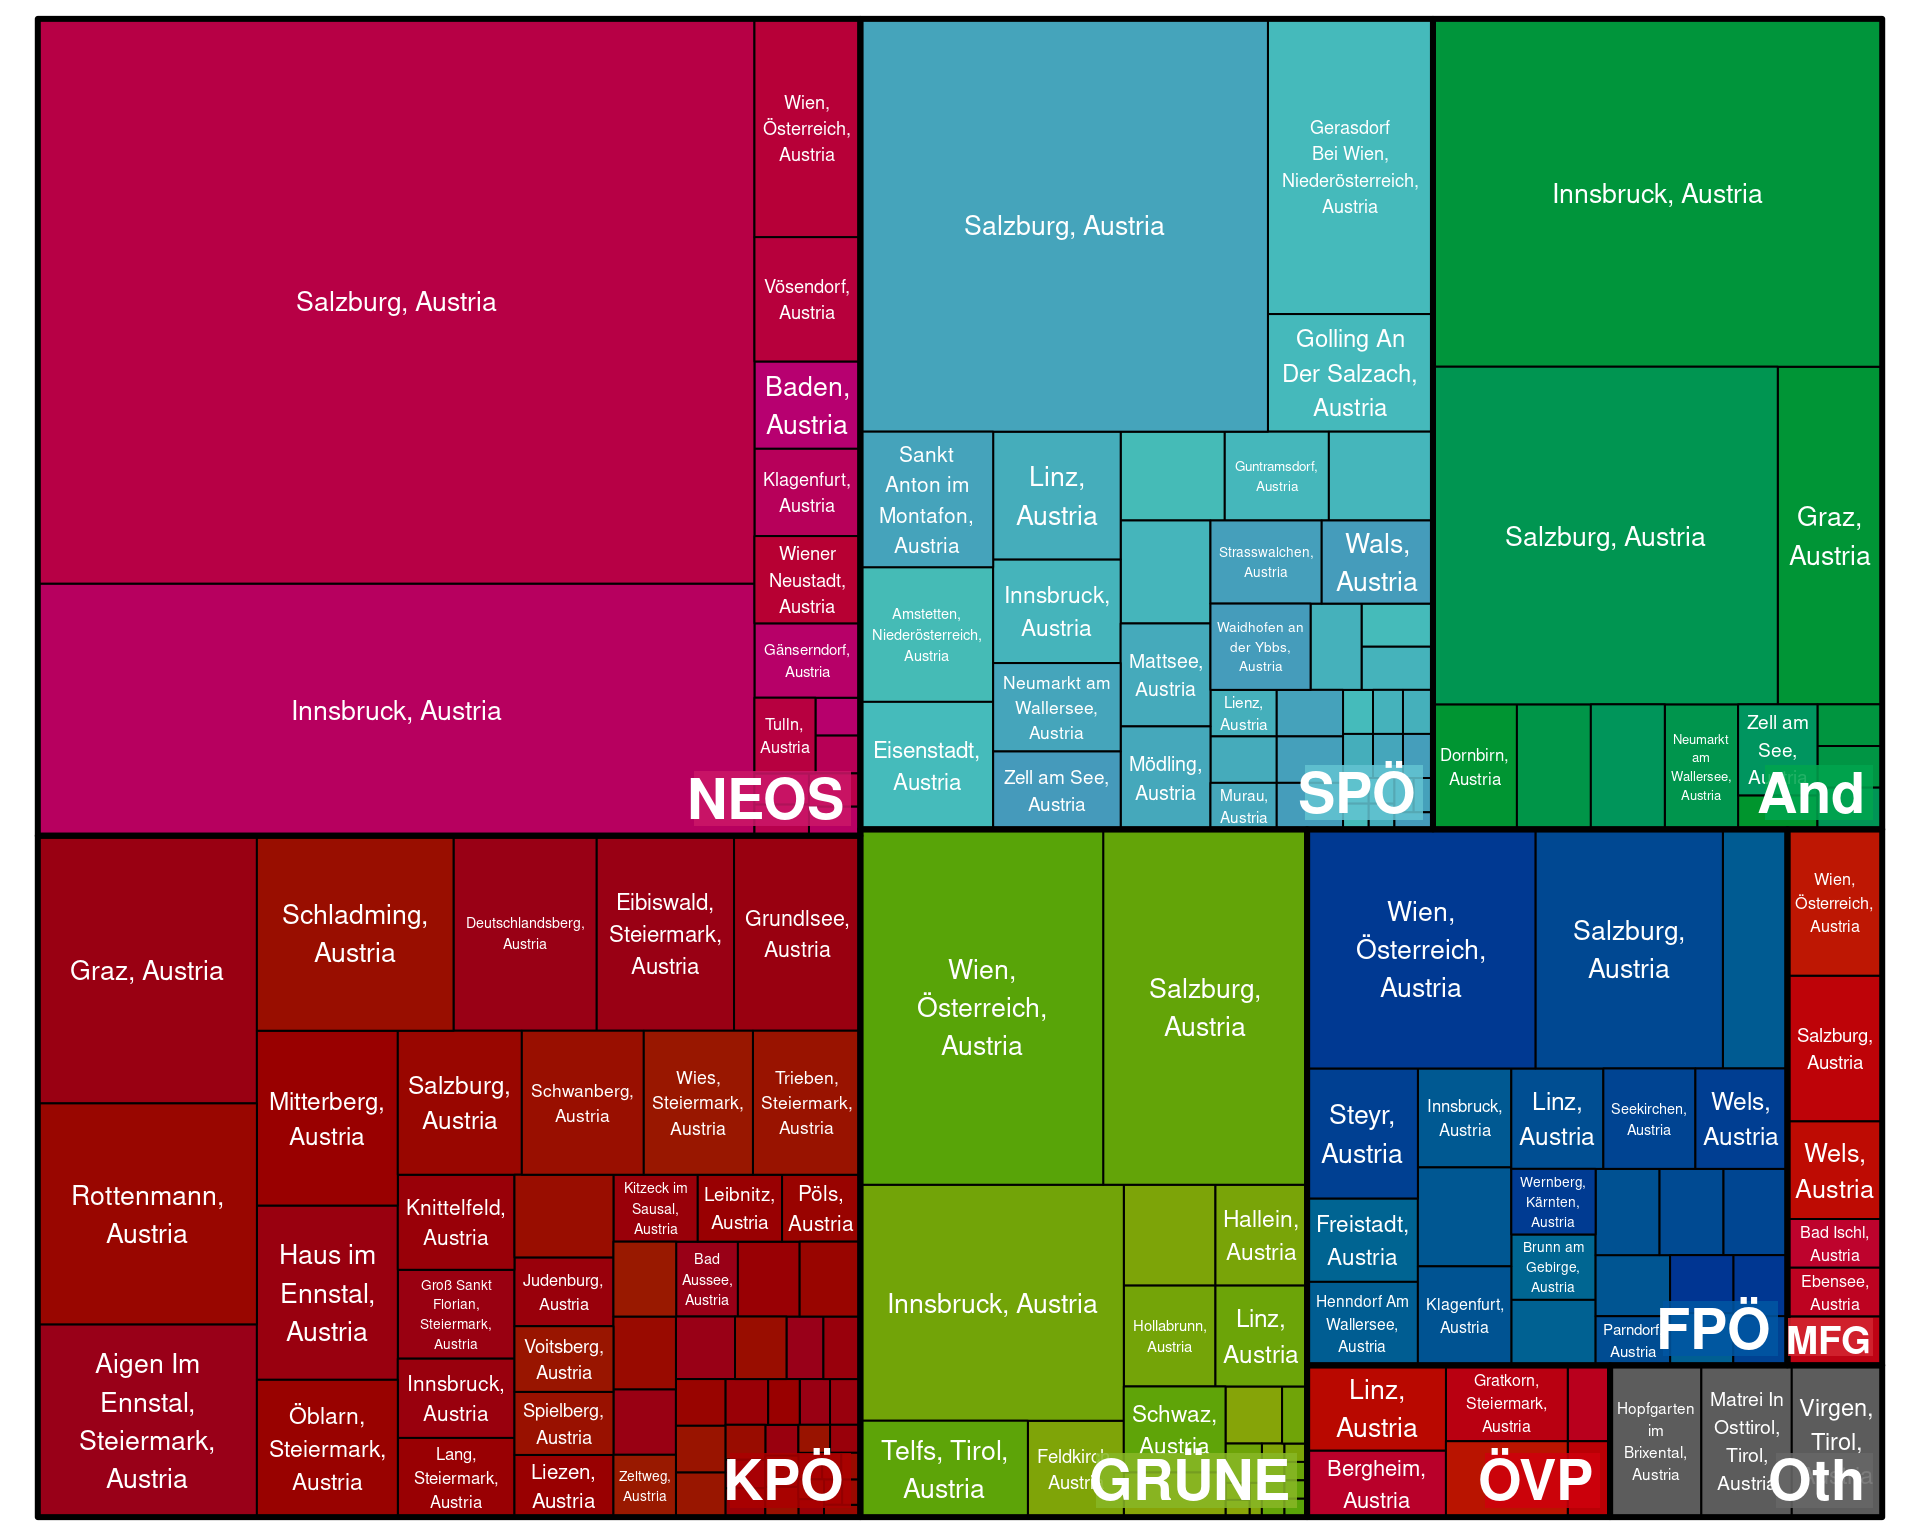 Salzburg, Austria
Innsbruck, Austria
Wien,
Österreich,
Austria
Vösendorf,
Austria
Baden,
Austria
Klagenfurt,
Austria
Wiener
Neustadt,
Austria
Gänserndorf,
Austria
Tulln,
Austria
NEOS
Salzburg, Austria
Gerasdorf
Bei Wien,
Niederösterreich,
Austria
Golling An
Der Salzach,
Austria
Sankt
Anton im
Montafon,
Austria
Amstetten,
Niederösterreich,
Austria
Eisenstadt,
Austria
Linz,
Austria
Innsbruck,
Austria
Neumarkt am
Wallersee,
Austria
Zell am See,
Austria
Guntramsdorf,
Austria
Mattsee,
Austria
Mödling,
Austria
Strasswalchen,
Austria
Wals,
Austria
Waidhofen an
der Ybbs,
Austria
Lienz,
Austria
Murau,
Austria
SPÖ
Innsbruck, Austria
Salzburg, Austria
Graz,
Austria
Dornbirn,
Austria
Neumarkt
am
Wallersee,
Austria
Zell am
See,
And
Graz, Austria
Rottenmann,
Austria
Aigen Im
Ennstal,
Steiermark,
Austria
Schladming,
Austria
Deutschlandsberg,
Austria
Eibiswald,
Steiermark,
Austria
Grundlsee,
Austria
Mitterberg,
Austria
Haus im
Ennstal,
Austria
Öblarn,
Steiermark,
Austria
Salzburg,
Austria
Schwanberg,
Austria
Wies,
Steiermark,
Austria
Trieben,
Steiermark,
Austria
Knittelfeld,
Austria
Groß Sankt
Florian,
Steiermark,
Austria
Innsbruck,
Austria
Lang,
Steiermark,
Austria
Judenburg,
Austria
Voitsberg,
Austria
Spielberg,
Austria
Liezen,
Austria
Kitzeck im
Sausal,
Austria
Leibnitz,
Austria
Pöls,
Austria
Bad
Aussee,
Austria
Zeltweg,
Austria
KPÖ
Wien,
Österreich,
Austria
Salzburg,
Austria
Innsbruck, Austria
Telfs, Tirol,
Austria
Feldkirch,
Austria
Hallein,
Austria
Hollabrunn,
Austria
Linz,
Austria
Schwaz,
Austria
GRÜNE
Wien,
Österreich,
Austria
Salzburg,
Austria
Steyr,
Austria
Freistadt,
Austria
Henndorf Am
Wallersee,
Austria
Innsbruck,
Austria
Klagenfurt,
Austria
Linz,
Austria
Seekirchen,
Austria
Wels,
Austria
Wernberg,
Kärnten,
Austria
Brunn am
Gebirge,
Austria
Parndorf,
Austria
FPÖ
Wien,
Österreich,
Austria
Salzburg,
Austria
Wels,
Austria
Bad Ischl,
Austria
Ebensee,
Austria
MFG
Linz,
Austria
Bergheim,
Austria
Gratkorn,
Steiermark,
Austria
ÖVP
Hopfgarten
im
Brixental,
Austria
Matrei In
Osttirol,
Tirol,
Austria
Virgen,
Tirol,
Oth